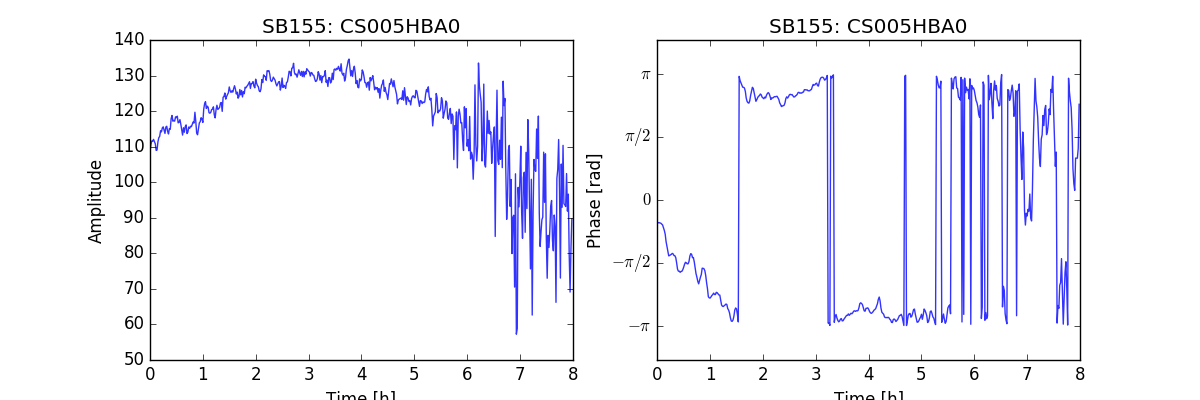 SB155: CS005HBA0
140
130
120
110
100
90
80
70
60
50
Amplitude
0 1 2 3 4 5 6 7 8
Time [h]
SB155: CS005HBA0
π
π/2
0
−π/2
−π
Phase [rad]
0 1 2 3 4 5 6 7 8
Time [h]